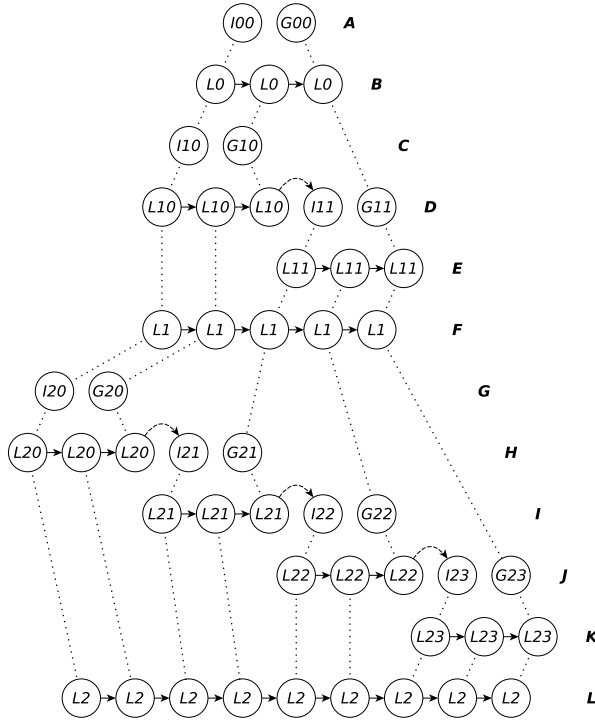 I00 G00 A
L0 L0 L0 B
I10 G10 C
L10 L10 L10 I11 G11 D
L11 L11 L11 E
L1 L1 L1 L1 L1 F
I20 G20 G
L20 L20 L20 I21 G21 H
L21 L21 L21 I22 G22 I
L22 L22 L22 I23 G23 J
L23 L23 L23 K
L2 L2 L2 L2 L2 L2 L2 L2 L2 L